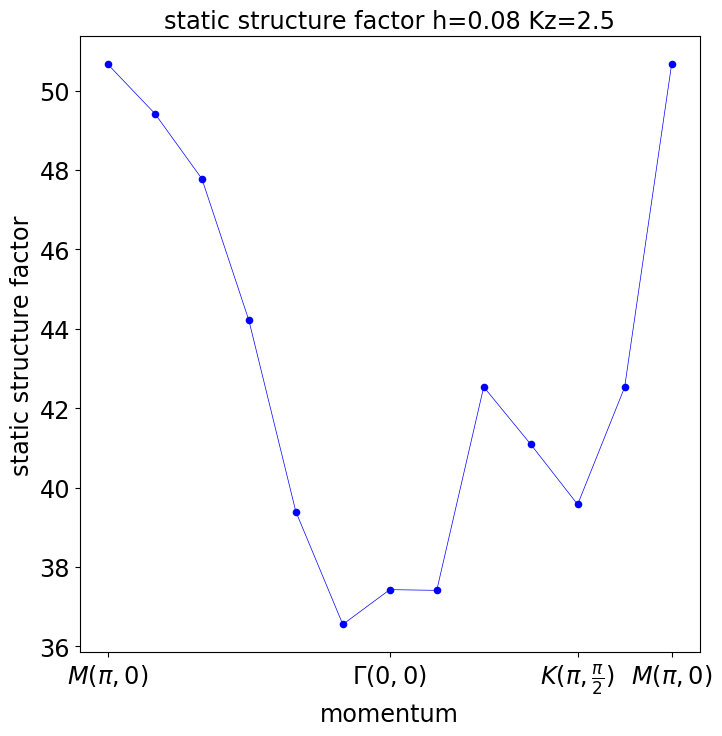 static structure factor h=0.08 Kz=2.5
static structure factor
50
48
46
44
42
40
38
36
M(π, 0)
Γ(0, 0)
K(π, π/2)
M(π, 0)
momentum